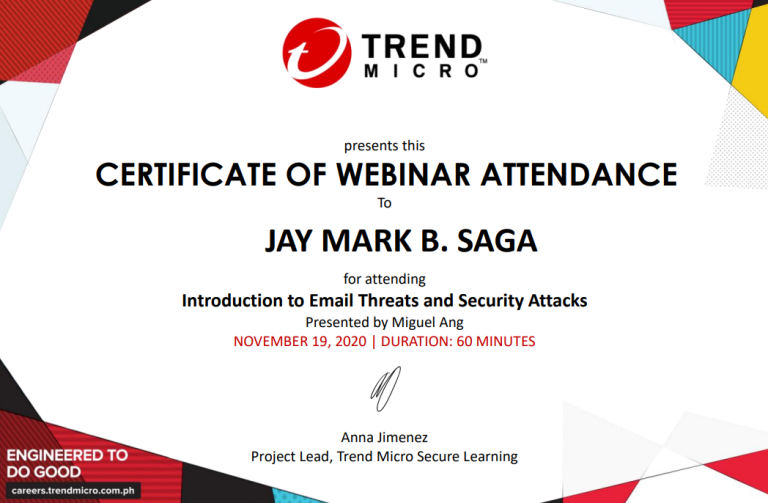 TREND
MICRO™
presents this
CERTIFICATE OF WEBINAR ATTENDANCE
To
JAY MARK B. SAGA
for attending
Introduction to Email Threats and Security Attacks
Presented by Miguel Ang
NOVEMBER 19, 2020 | DURATION: 60 MINUTES
Anna Jimenez
Project Lead, Trend Micro Secure Learning
ENGINEERED TO
DO GOOD
careers.trendmicro.com.ph